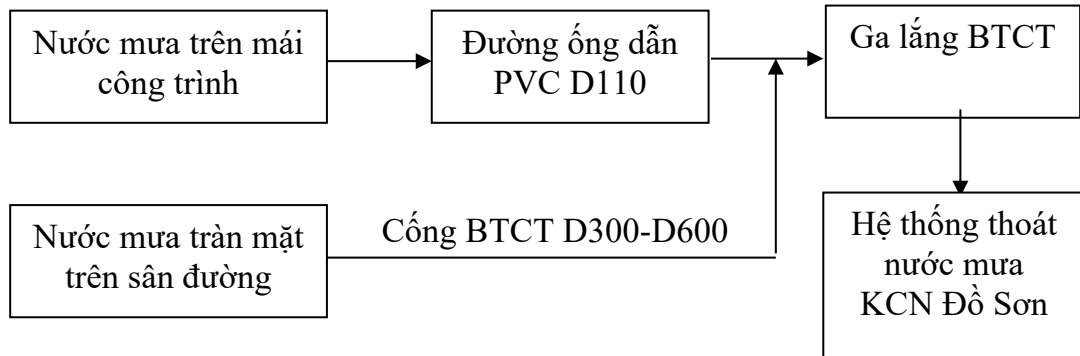 Nước mưa trên mái
công trình
Đường ống dẫn
PVC D110
Ga lắng BTCT
Nước mưa tràn mặt
trên sân đường
Cống BTCT D300-D600
Hệ thống thoát
nước mưa
KCN Đồ Sơn